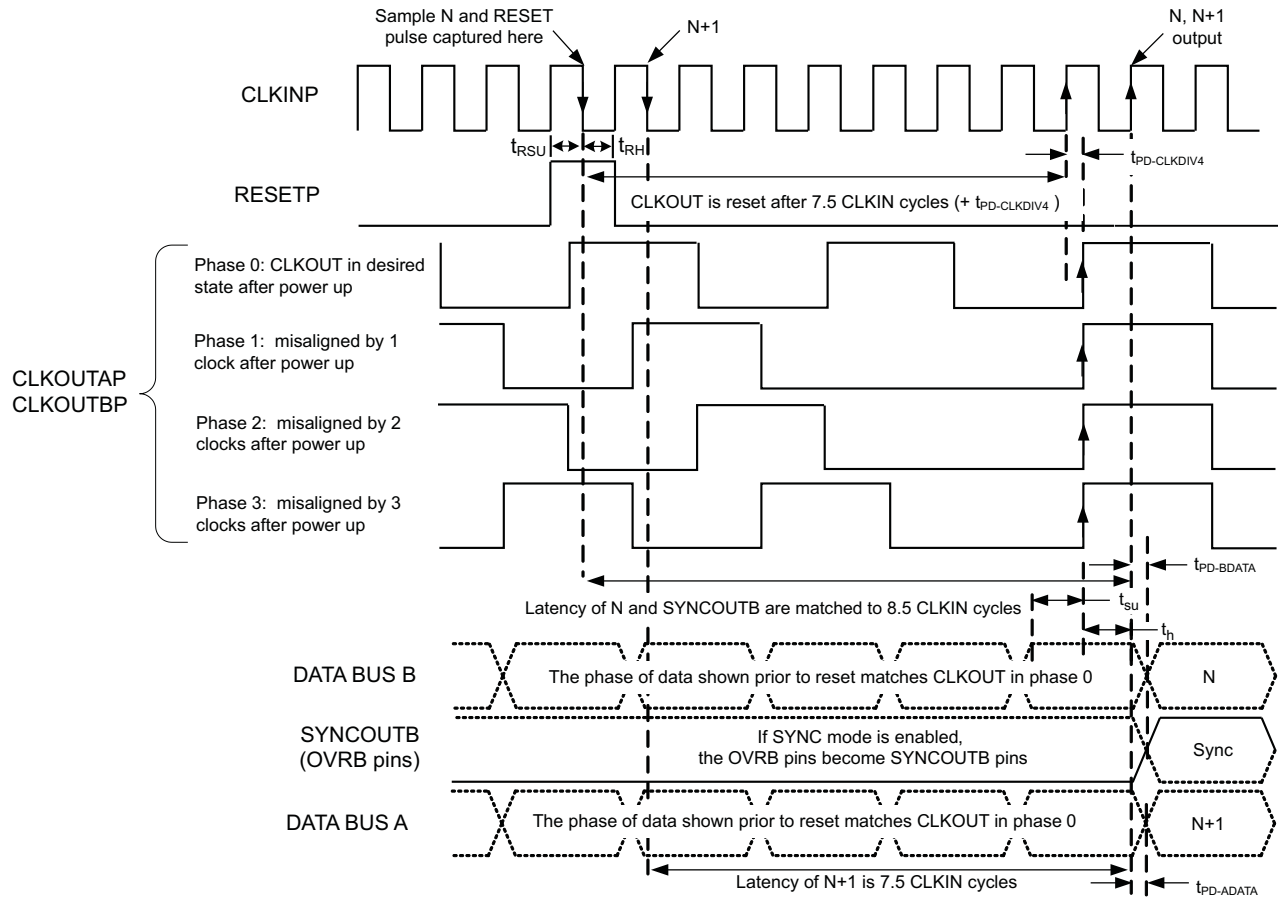 Sample N and RESET
pulse captured here
N+1
N, N+1
output
CLKINP
tRSU
tRH
tPD-CLKDIV4
RESETP
CLKOUT is reset after 7.5 CLKIN cycles (+ tPD-CLKDIV4 )
Phase 0: CLKOUT in desired
state after power up
Phase 1: misaligned by 1
clock after power up
CLKOUTAP
CLKOUTBP
Phase 2: misaligned by 2
clocks after power up
Phase 3: misaligned by 3
clocks after power up
tPD-BDATA
Latency of N and SYNCOUTB are matched to 8.5 CLKIN cycles
tsu
th
DATA BUS B
The phase of data shown prior to reset matches CLKOUT in phase 0
N
SYNCOUTB
(OVRB pins)
If SYNC mode is enabled,
the OVRB pins become SYNCOUTB pins
Sync
DATA BUS A
The phase of data shown prior to reset matches CLKOUT in phase 0
N+1
Latency of N+1 is 7.5 CLKIN cycles
tPD-ADATA